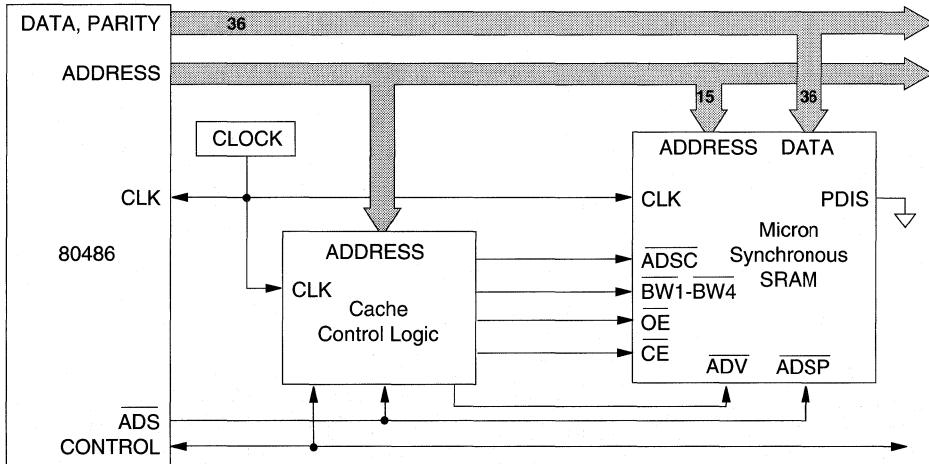 DATA, PARITY
36
ADDRESS
15
36
CLOCK
ADDRESS
DATA
CLK
CLK
PDIS
Micron
Synchronous
SRAM
80486
ADDRESS
CLK
Cache
Control Logic
ADSC
BW1-BW4
OE
CE
ADV
ADSP
ADS
CONTROL